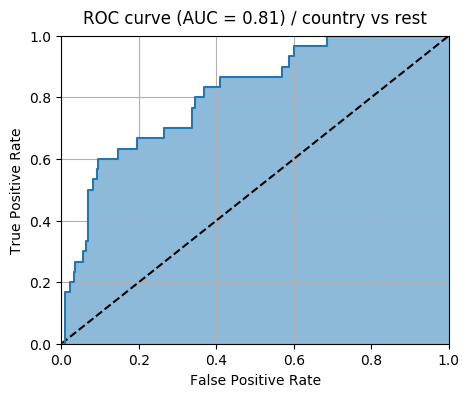 ROC curve (AUC = 0.81) / country vs rest
True Positive Rate
1.0
0.8
0.6
0.4
0.2
0.0
0.0 0.2 0.4 0.6 0.8 1.0
False Positive Rate